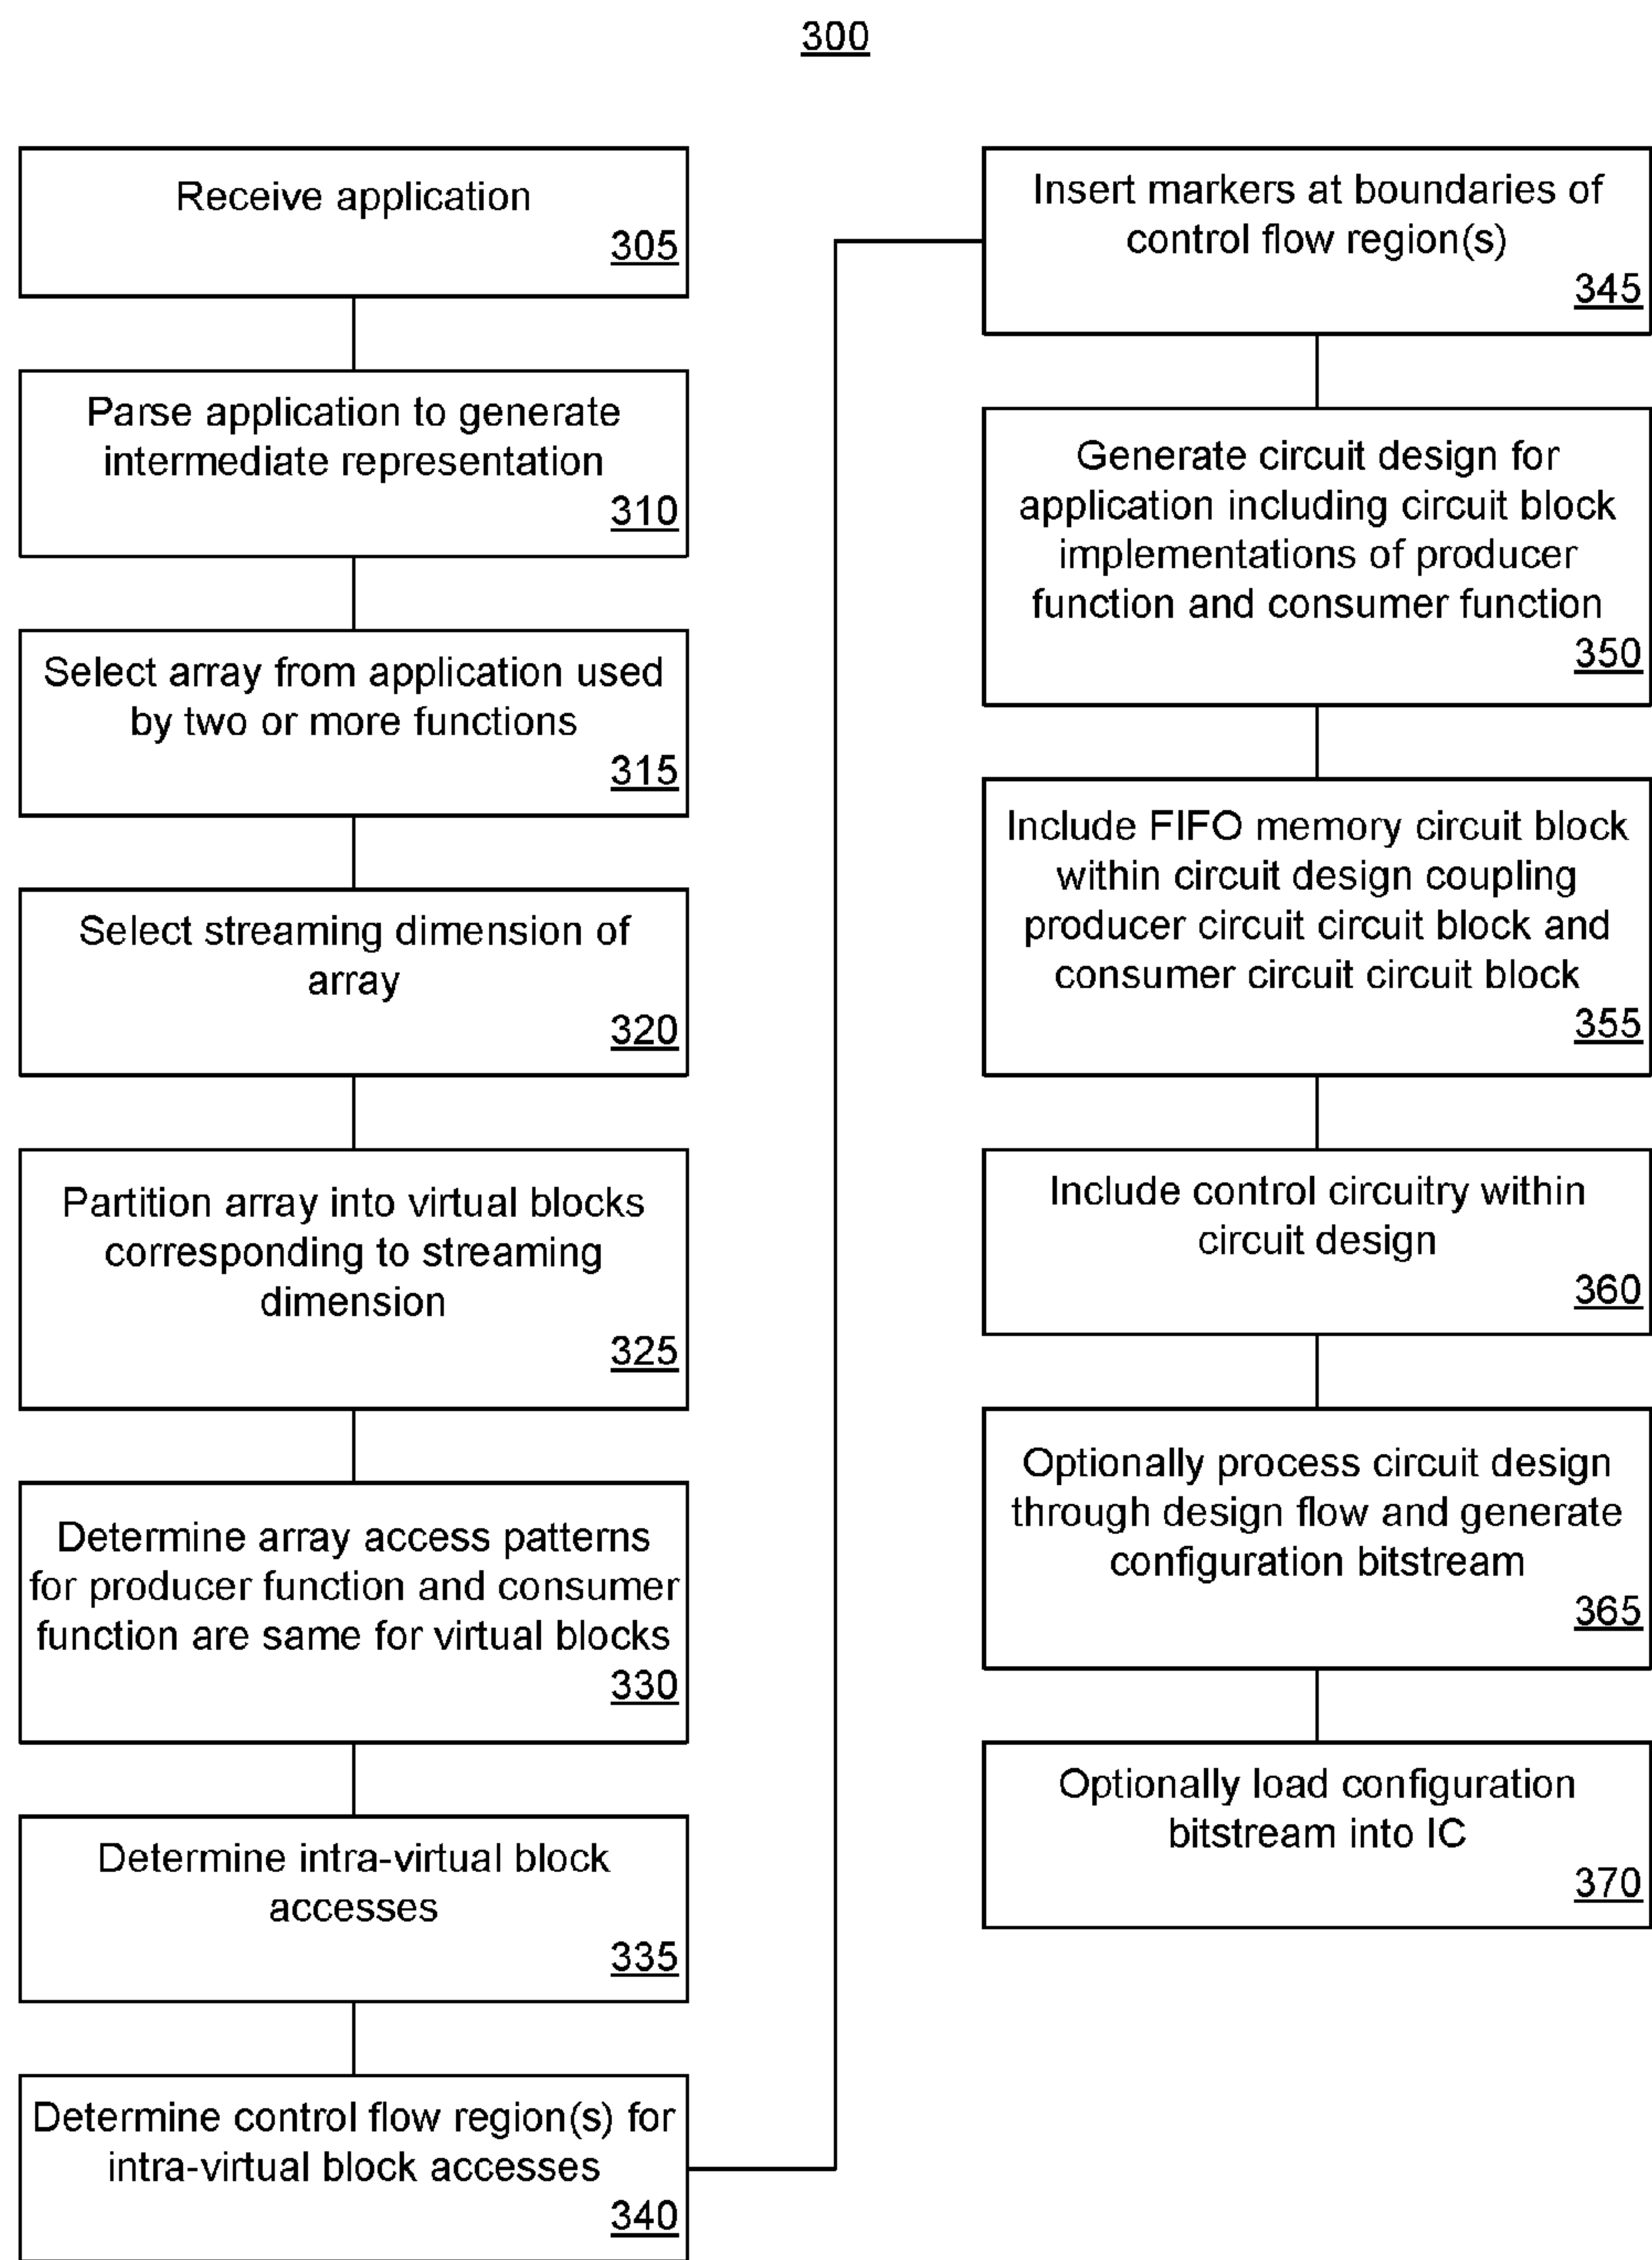 300
Receive application
305
Parse application to generate
intermediate representation
310
Select array from application used
by two or more functions
315
Select streaming dimension of
array
320
Partition array into virtual blocks
corresponding to streaming
dimension
325
Determine array access patterns
for producer function and consumer
function are same for virtual blocks
330
Determine intra-virtual block
accesses
335
Determine control flow region(s) for
intra-virtual block accesses
340
Insert markers at boundaries of
control flow region(s)
345
Generate circuit design for
application including circuit block
implementations of producer
function and consumer function
350
Include FIFO memory circuit block
within circuit design coupling
producer circuit circuit block and
consumer circuit circuit block
355
Include control circuitry within
circuit design
360
Optionally process circuit design
through design flow and generate
configuration bitstream
365
Optionally load configuration
bitstream into IC
370